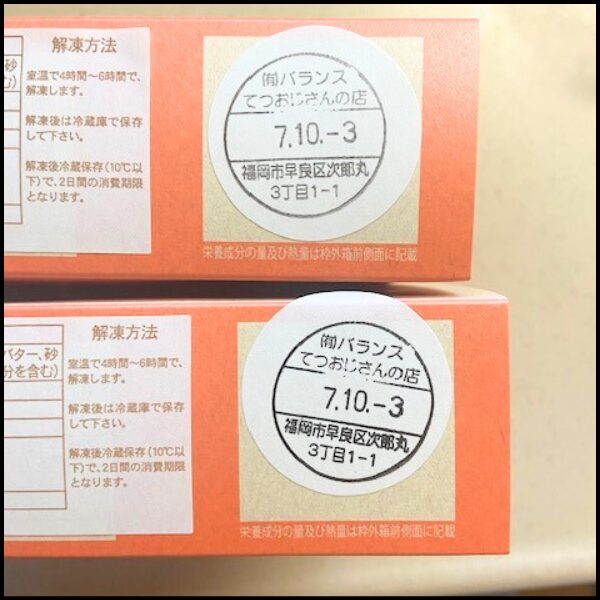 砂
む)
解凍方法
室温で4時間〜6時間で、
解凍します。
解凍後は冷蔵庫で保存
して下さい。
解凍後冷蔵保存(10℃以
下)で、2日間の消費期限
となります。
㈲バランス
てつおじさんの店
7.10.-3
福岡市早良区次郎丸
3丁目1-1
栄養成分の量及び熱量は枠外箱前側面に記載
バター、砂
分を含む)
解凍方法
室温で4時間〜6時間で、
解凍します。
解凍後は冷蔵庫で保存
して下さい。
解凍後冷蔵保存(10℃以
下)で、2日間の消費期限
となります。
㈲バランス
てつおじさんの店
7.10.-3
福岡市早良区次郎丸
3丁目1-1
栄養成分の量及び熱量は枠外箱前側面に記載